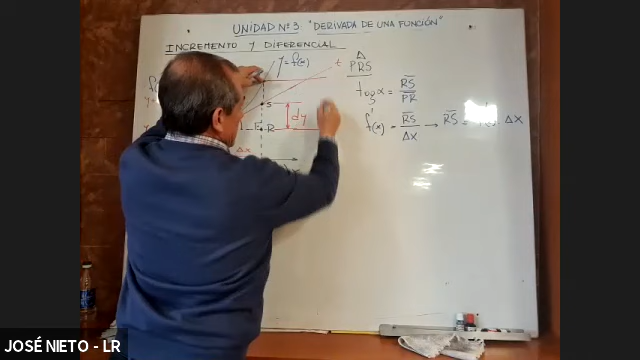 UNIDAD Nº 3: "DERIVADA DE UNA FUNCIÓN"
INCREMENTO Y DIFERENCIAL
y = f(x)
t
Δ
PRS
tg α = RS/PR
f'(x) = RS/Δx → RS = Δx
S
dy
R
Δx
JOSÉ NIETO - LR